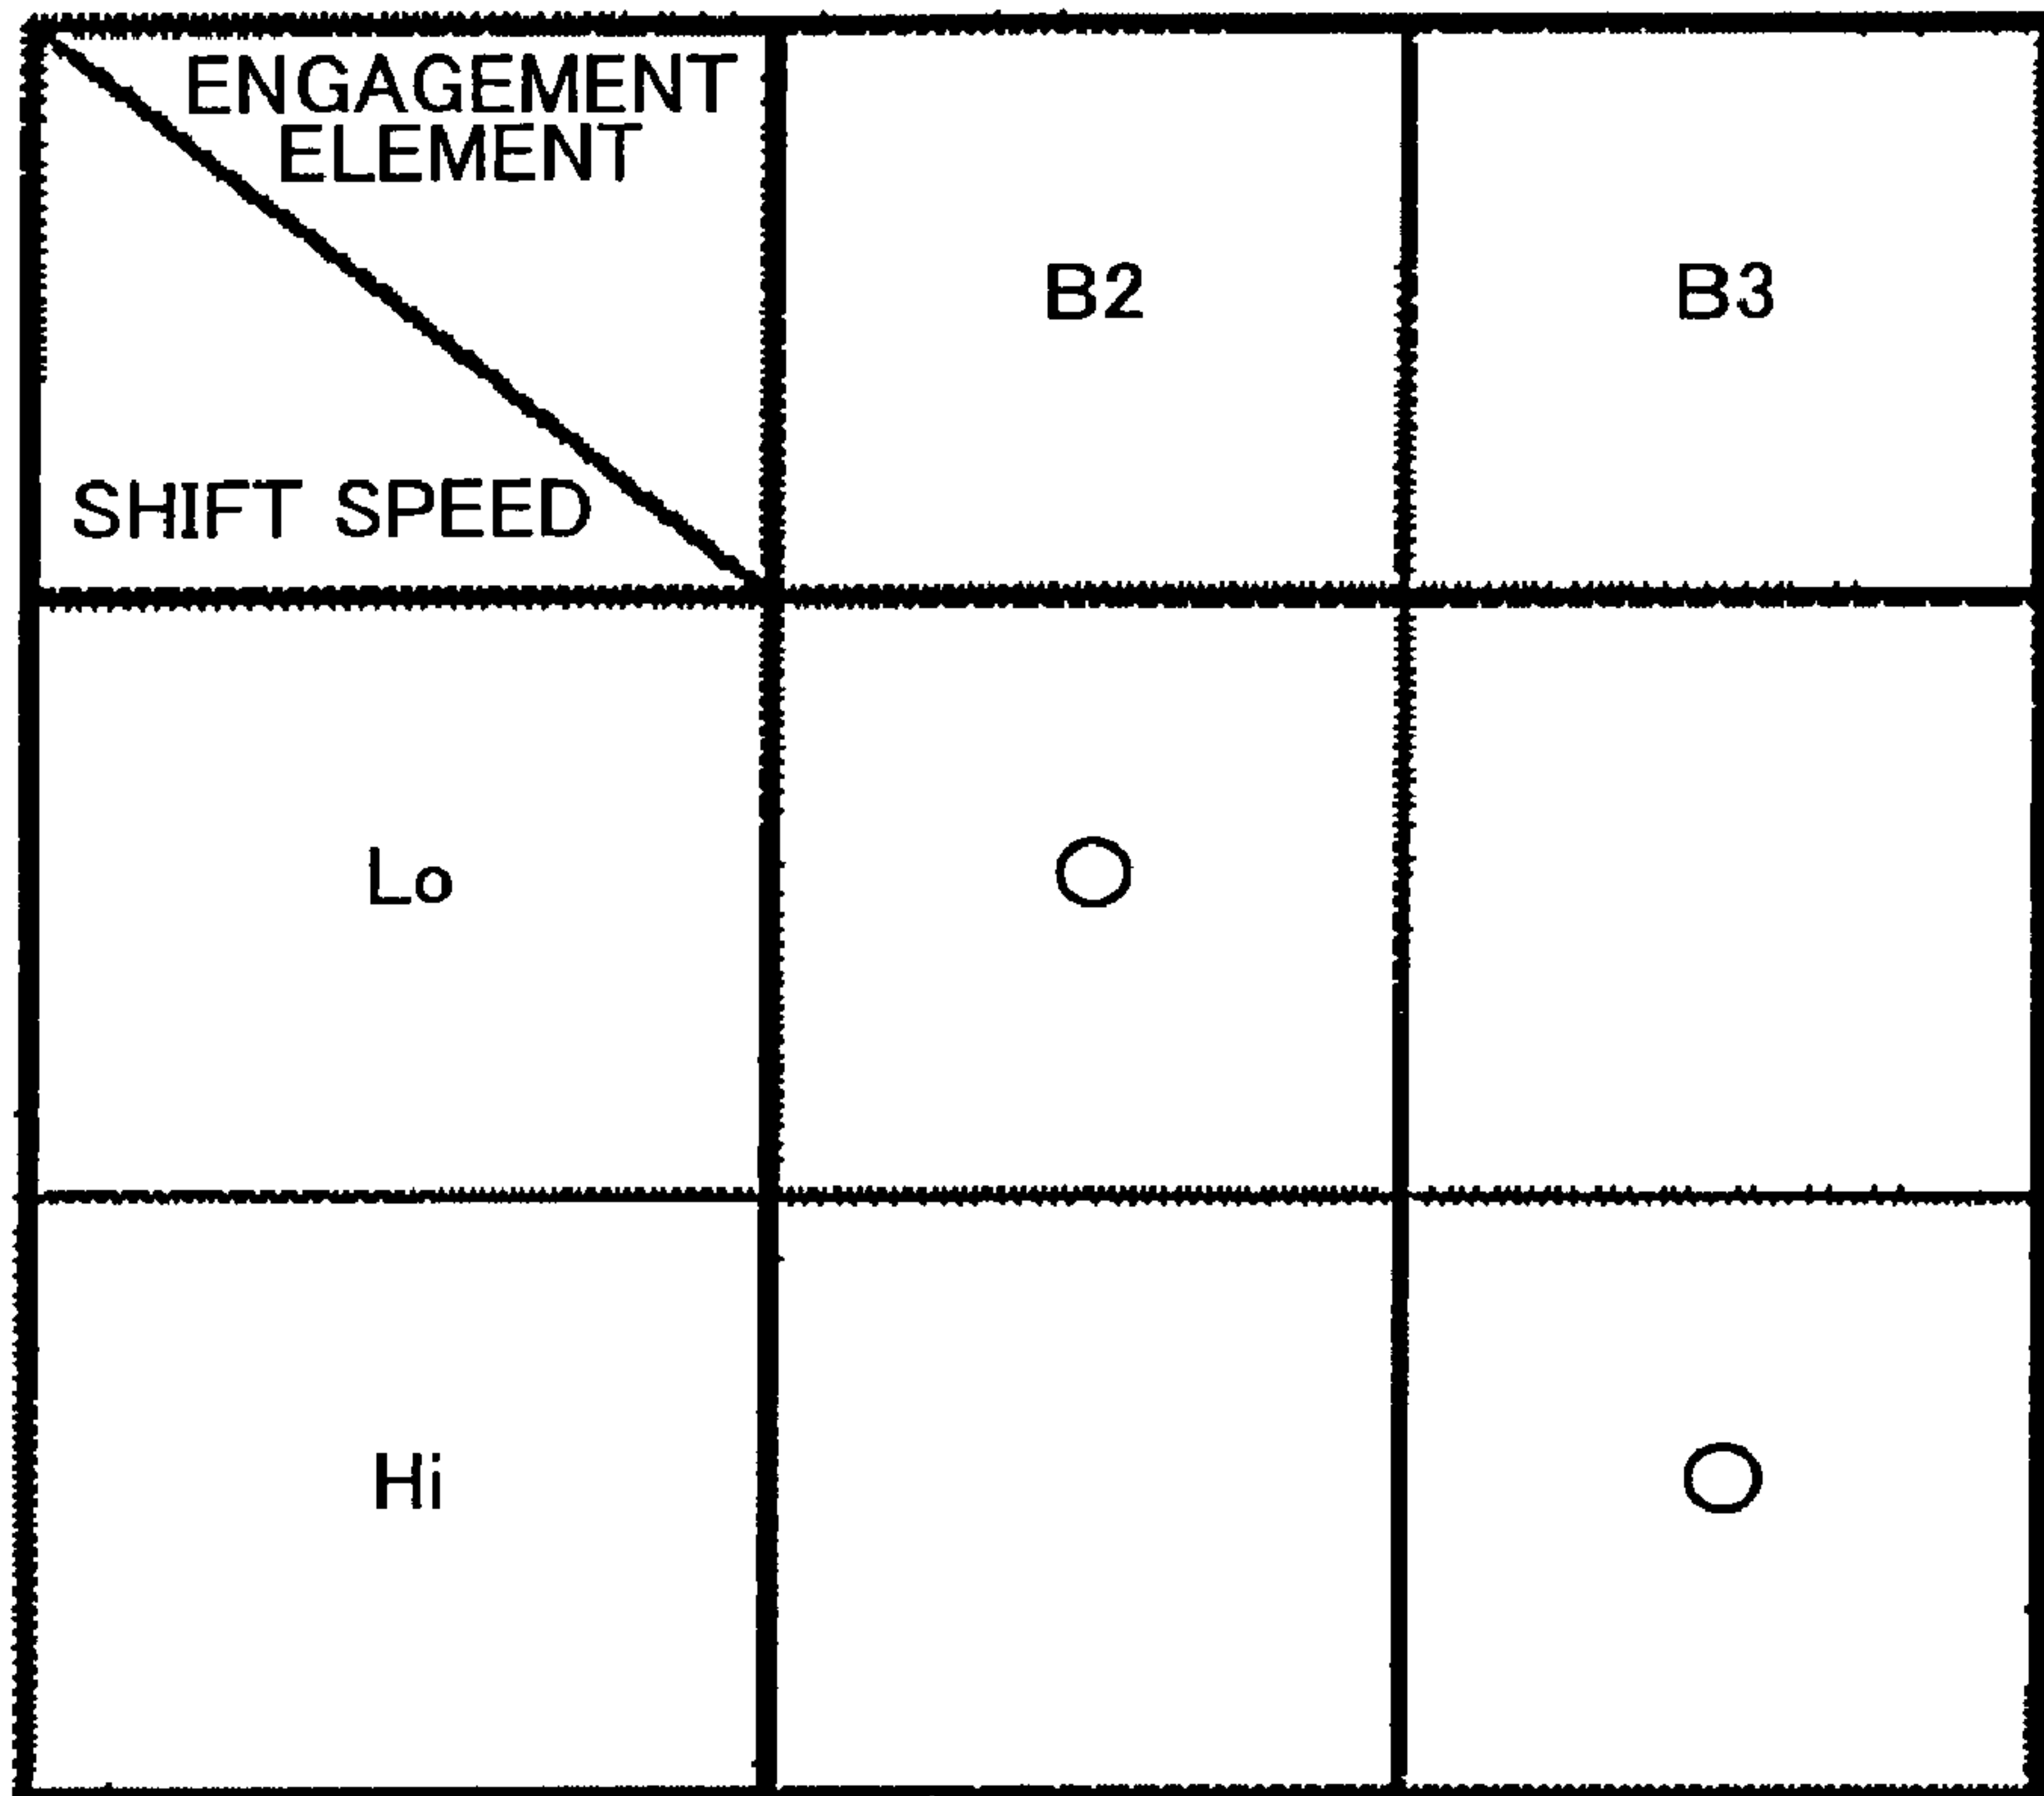 ENGAGEMENT
ELEMENT
SHIFT SPEED
B2
B3
Lo
○
Hi
○